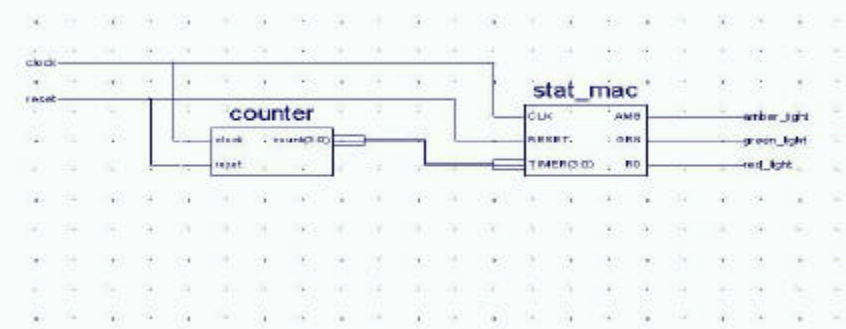 clock
stat_mac
reset
counter
CLK AMB amber_light
clock count(3:0) RESET GRN green_light
reset TIMER(3:0) RD red_light